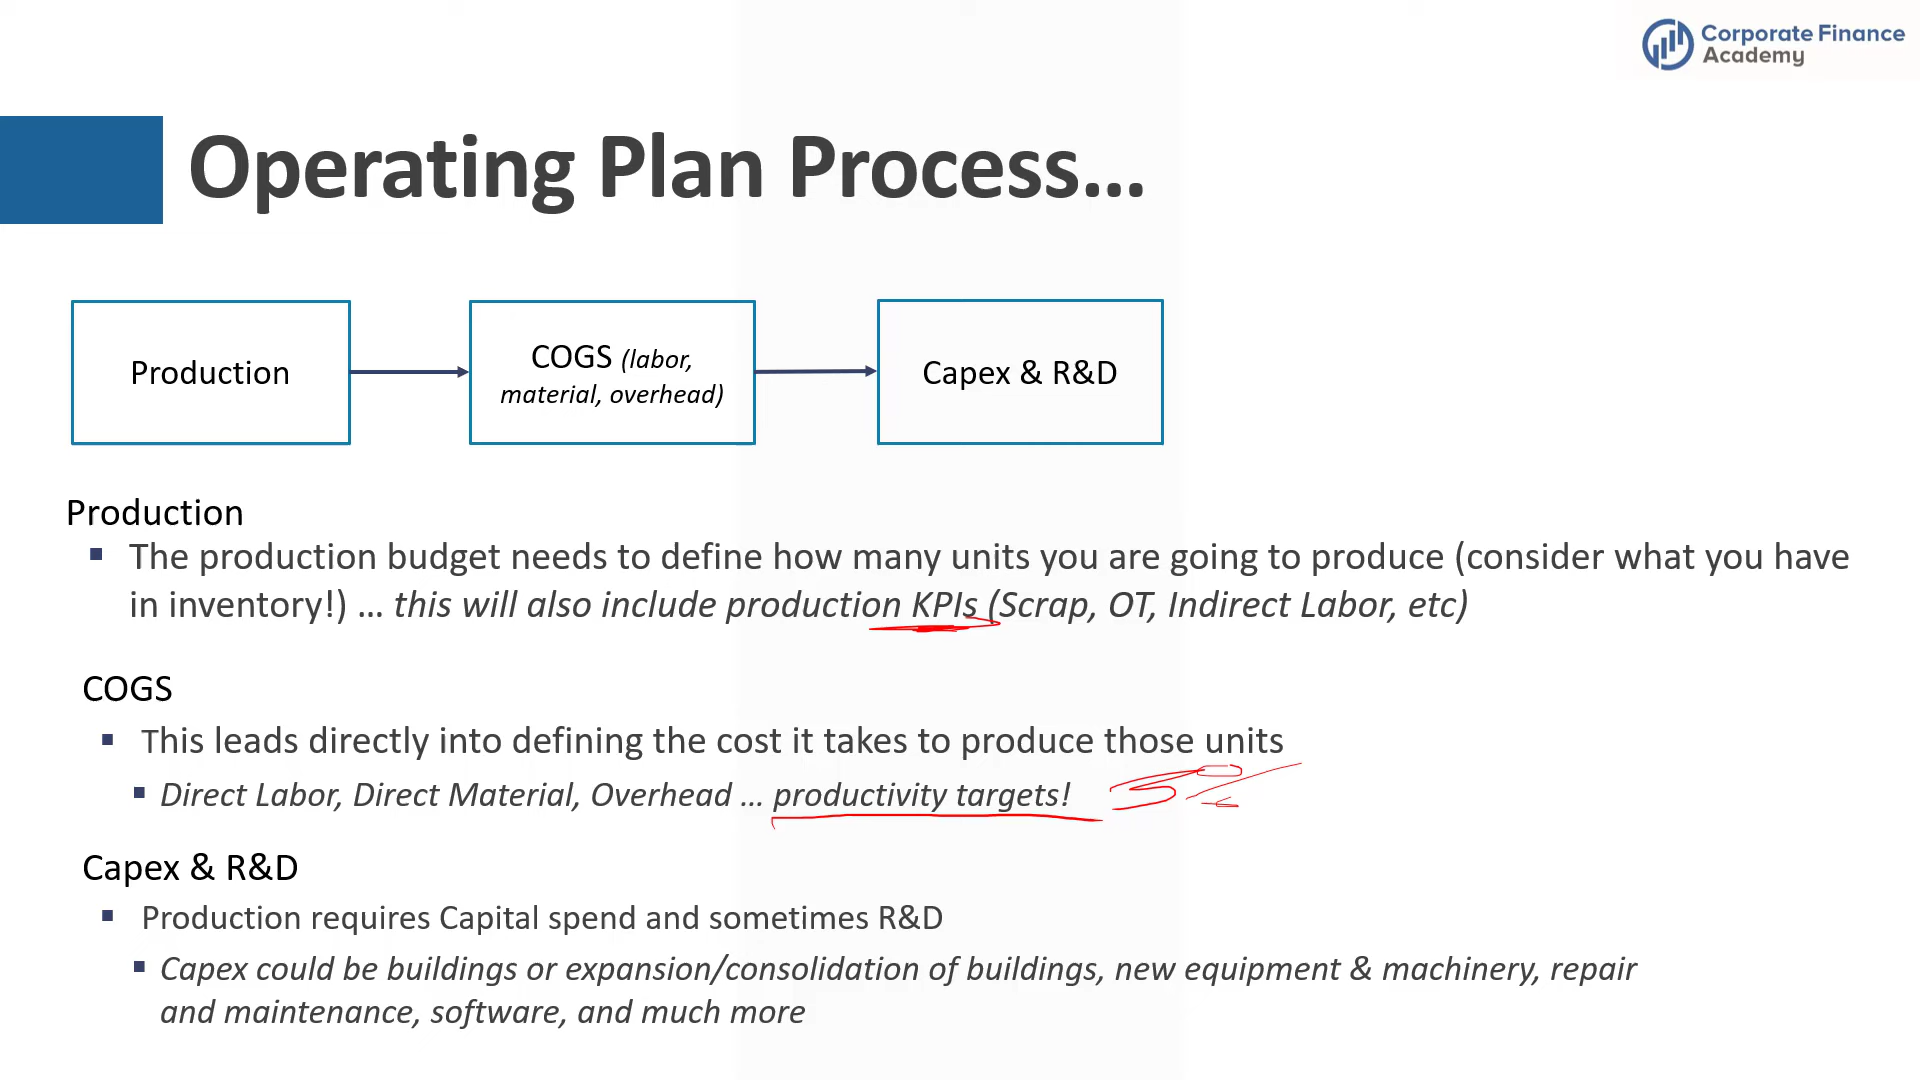 Corporate Finance
Academy
Operating Plan Process...
Production
COGS (labor,
material, overhead)
Capex & R&D
Production
▪ The production budget needs to define how many units you are going to produce (consider what you have
in inventory!) ... this will also include production KPIs (Scrap, OT, Indirect Labor, etc)
COGS
▪ This leads directly into defining the cost it takes to produce those units
▪ Direct Labor, Direct Material, Overhead ... productivity targets! 5%
Capex & R&D
▪ Production requires Capital spend and sometimes R&D
▪ Capex could be buildings or expansion/consolidation of buildings, new equipment & machinery, repair
and maintenance, software, and much more